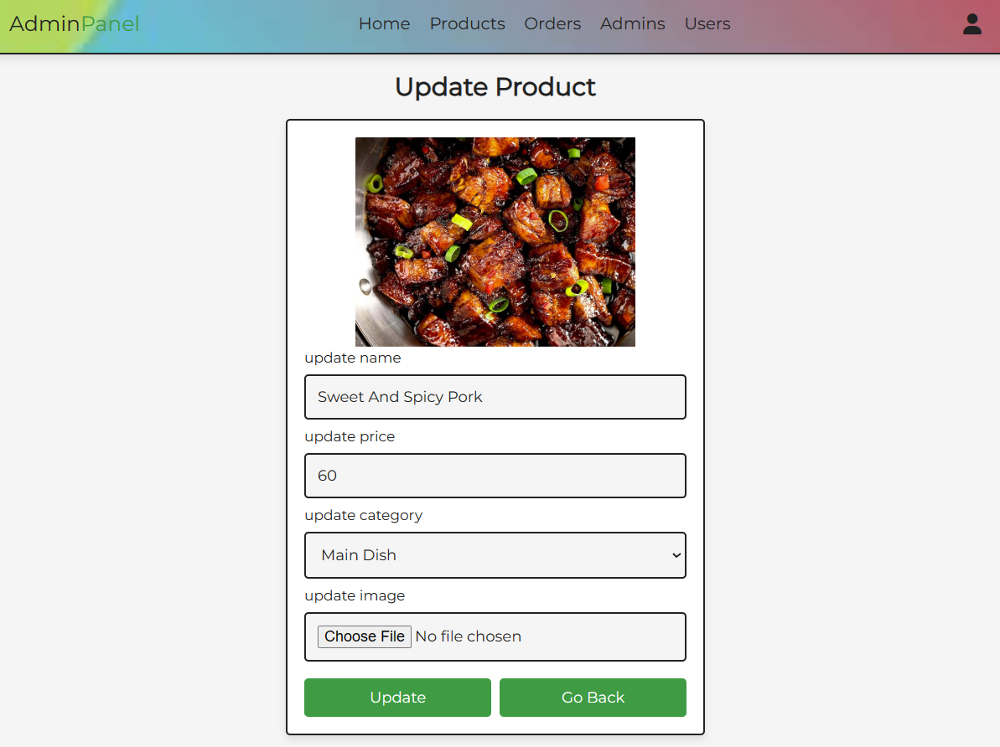 AdminPanel Home Products Orders Admins Users
Update Product
update name
Sweet And Spicy Pork
update price
60
update category
Main Dish
update image
Choose File No file chosen
Update Go Back